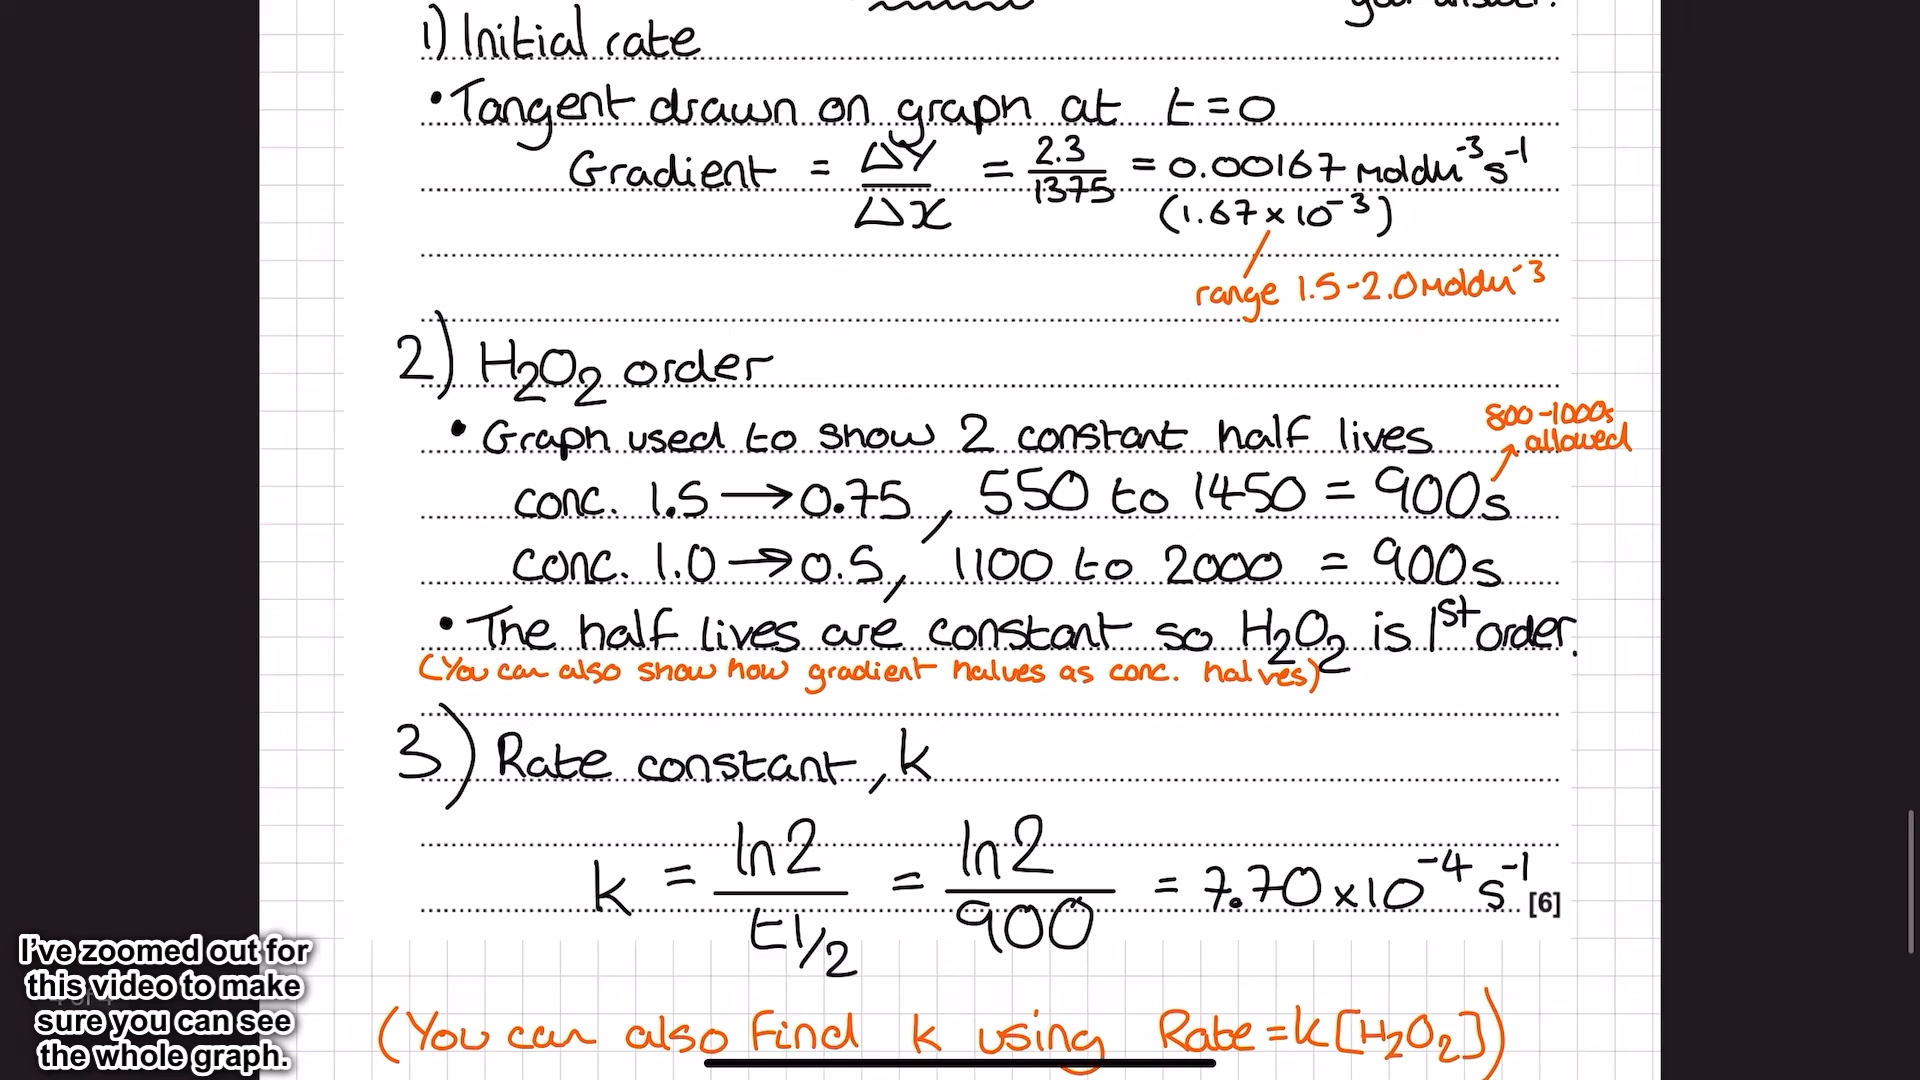 your answer.
1) Initial rate
• Tangent drawn on graph at t=0
Gradient = ΔY/Δx = 2.3/1375 = 0.00167 moldm⁻³s⁻¹
(1.67×10⁻³)
range 1.5-2.0moldm⁻³
2) H₂O₂ order
800-1000s
• Graph used to show 2 constant half lives allowed
conc. 1.5 → 0.75, 550 to 1450 = 900s
conc. 1.0 → 0.5, 1100 to 2000 = 900s
• The half lives are constant so H₂O₂ is 1st order.
(You can also show how gradient halves as conc. halves)
3) Rate constant, k
k = ln2/t1/2 = ln2/900 = 7.70×10⁻⁴ s⁻¹ [6]
(You can also find k using Rate=k[H₂O₂])
I've zoomed out for
this video to make
sure you can see
the whole graph.